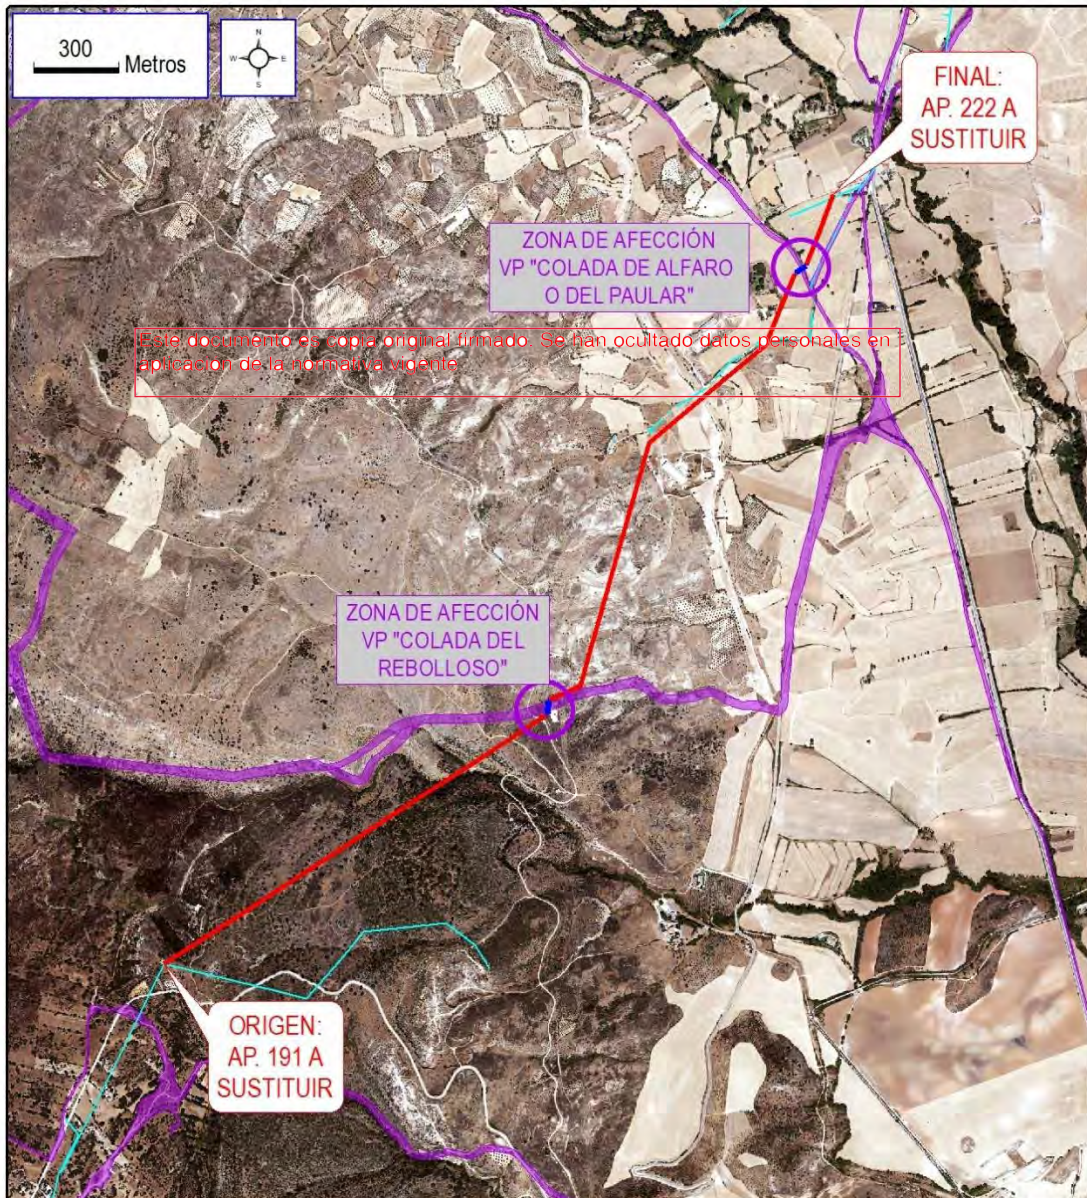 300
Metros
N
W E
S
FINAL:
AP. 222 A
SUSTITUIR
ZONA DE AFECCIÓN
VP "COLADA DE ALFARO
O DEL PAULAR"
Este documento es copia original firmado. Se han ocultado datos personales en
aplicación de la normativa vigente
ZONA DE AFECCIÓN
VP "COLADA DEL
REBOLLOSO"
ORIGEN:
AP. 191 A
SUSTITUIR